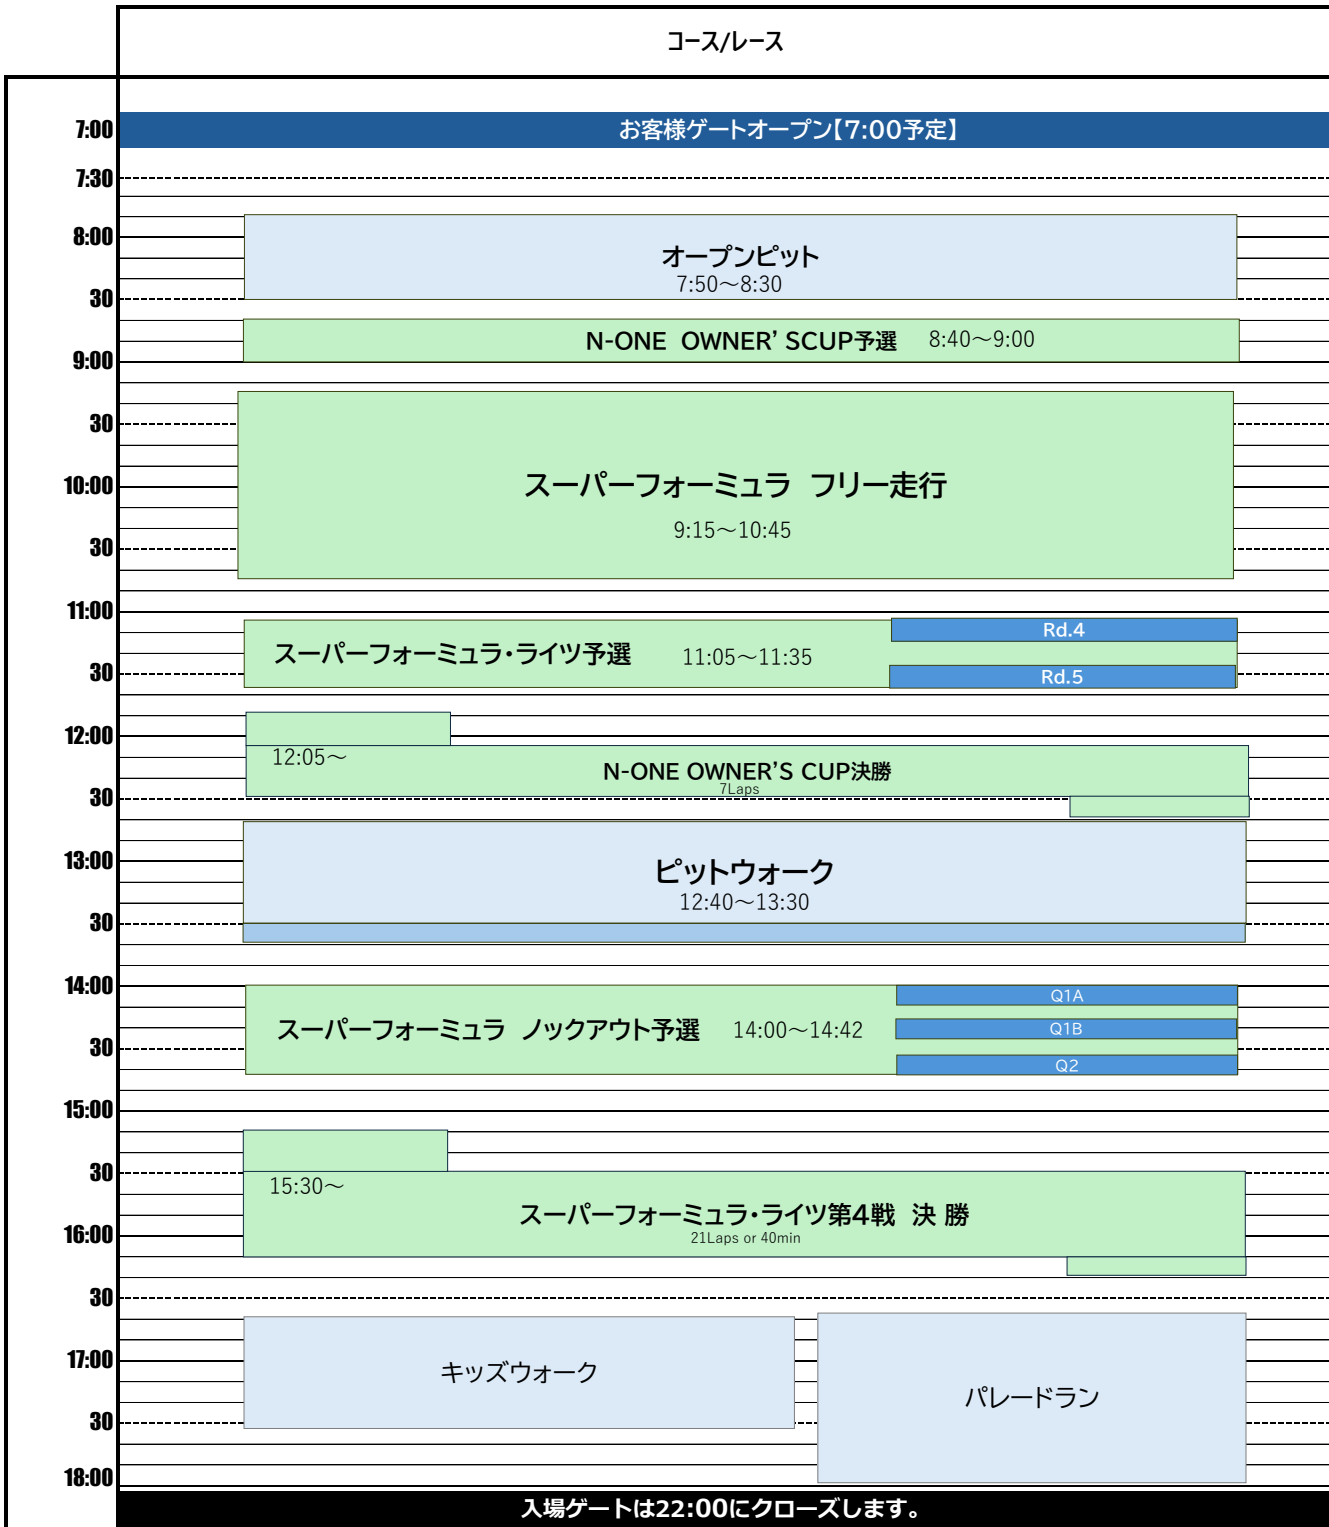 コース/レース
7:00
お客様ゲートオープン【7:00予定】
7:30
8:00
オープンピット
7:50～8:30
30
N-ONE OWNER' SCUP予選 8:40～9:00
9:00
30
10:00
スーパーフォーミュラ フリー走行
9:15～10:45
30
11:00
Rd.4
スーパーフォーミュラ・ライツ予選 11:05～11:35
30
Rd.5
12:00
12:05～
N-ONE OWNER'S CUP決勝
7Laps
30
13:00
ピットウォーク
12:40～13:30
30
14:00
Q1A
スーパーフォーミュラ ノックアウト予選 14:00～14:42
Q1B
30
Q2
15:00
30
15:30～
スーパーフォーミュラ・ライツ第4戦 決 勝
16:00
21Laps or 40min
30
17:00
キッズウォーク
パレードラン
30
18:00
入場ゲートは22:00にクローズします。